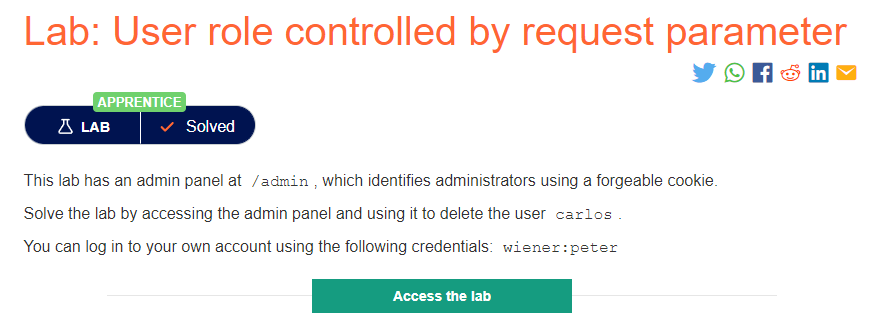 Lab: User role controlled by request parameter
APPRENTICE
LAB Solved
This lab has an admin panel at /admin , which identifies administrators using a forgeable cookie.
Solve the lab by accessing the admin panel and using it to delete the user carlos .
You can log in to your own account using the following credentials: wiener:peter
Access the lab